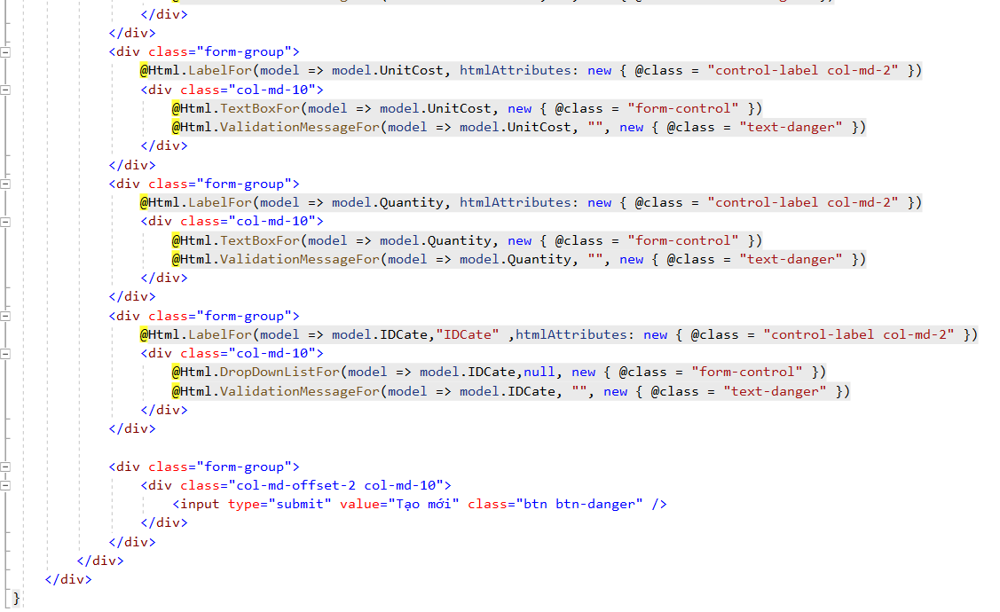 </div>
</div>
<div class="form-group">
@Html.LabelFor(model => model.UnitCost, htmlAttributes: new { @class = "control-label col-md-2" })
<div class="col-md-10">
@Html.TextBoxFor(model => model.UnitCost, new { @class = "form-control" })
@Html.ValidationMessageFor(model => model.UnitCost, "", new { @class = "text-danger" })
</div>
</div>
<div class="form-group">
@Html.LabelFor(model => model.Quantity, htmlAttributes: new { @class = "control-label col-md-2" })
<div class="col-md-10">
@Html.TextBoxFor(model => model.Quantity, new { @class = "form-control" })
@Html.ValidationMessageFor(model => model.Quantity, "", new { @class = "text-danger" })
</div>
</div>
<div class="form-group">
@Html.LabelFor(model => model.IDCate,"IDCate" ,htmlAttributes: new { @class = "control-label col-md-2" })
<div class="col-md-10">
@Html.DropDownListFor(model => model.IDCate,null, new { @class = "form-control" })
@Html.ValidationMessageFor(model => model.IDCate, "", new { @class = "text-danger" })
</div>
</div>
<div class="form-group">
<div class="col-md-offset-2 col-md-10">
<input type="submit" value="Tạo mới" class="btn btn-danger" />
</div>
</div>
</div>
</div>
}